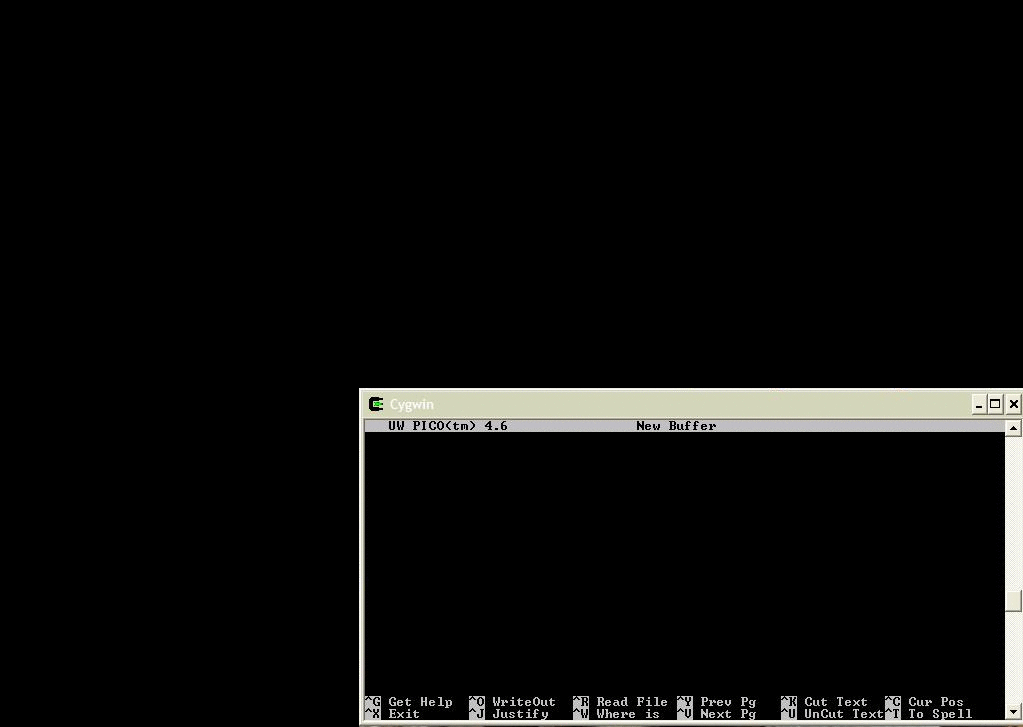 Cygwin
UW PICO(tm) 4.6 New Buffer
^G Get Help ^O WriteOut ^R Read File ^Y Prev Pg ^K Cut Text ^C Cur Pos
^X Exit ^J Justify ^W Where is ^V Next Pg ^U UnCut Text ^T To Spell